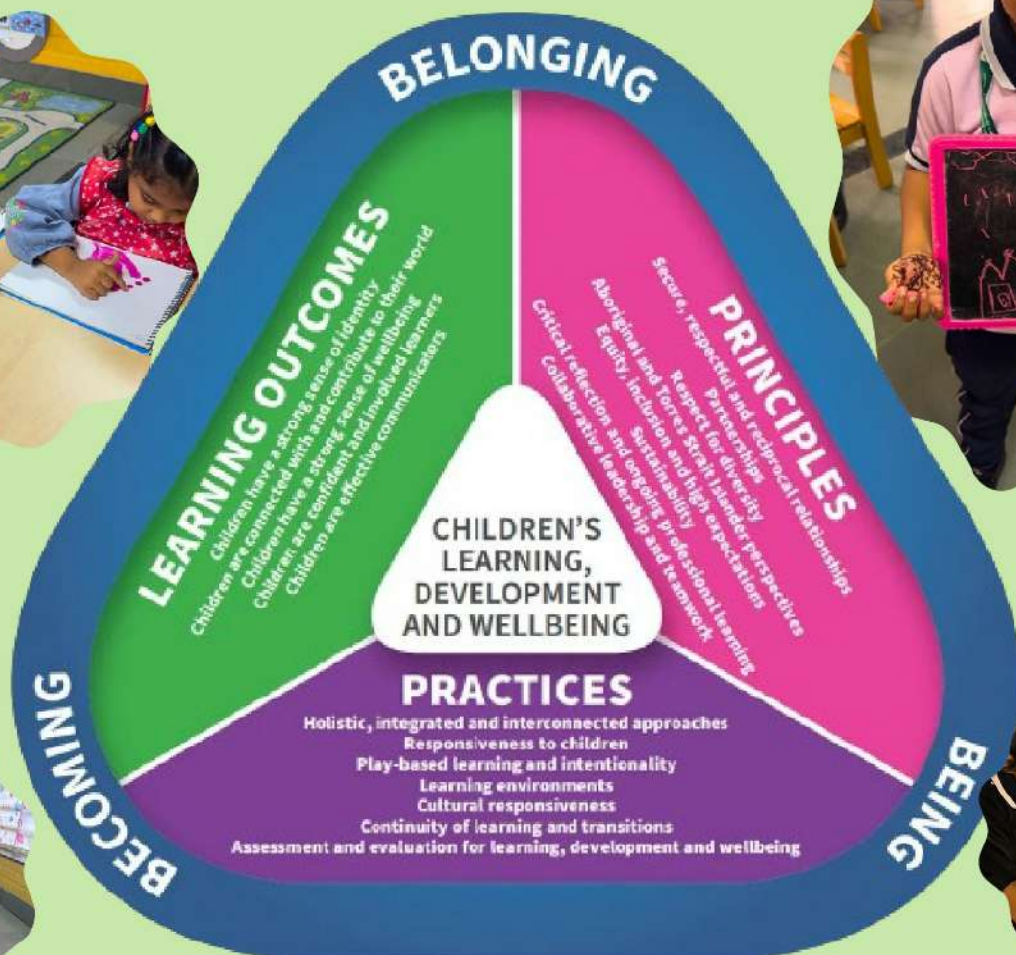 BELONGING
LEARNING OUTCOMES
Children have a strong sense of identity
Children are connected with and contribute to their world
Children have a strong sense of wellbeing
Children are confident and involved learners
Children are effective communicators
PRINCIPLES
Secure, respectful and reciprocal relationships
Partnerships
Respect for diversity
Aboriginal and Torres Strait Islander perspectives
Equity, inclusion and high expectations
Sustainability
Critical reflection and ongoing professional learning
Collaborative leadership and teamwork
CHILDREN'S
LEARNING,
DEVELOPMENT
AND WELLBEING
PRACTICES
Holistic, integrated and interconnected approaches
Responsiveness to children
Play-based learning and intentionality
Learning environments
Cultural responsiveness
Continuity of learning and transitions
Assessment and evaluation for learning, development and wellbeing
BECOMING
BEING